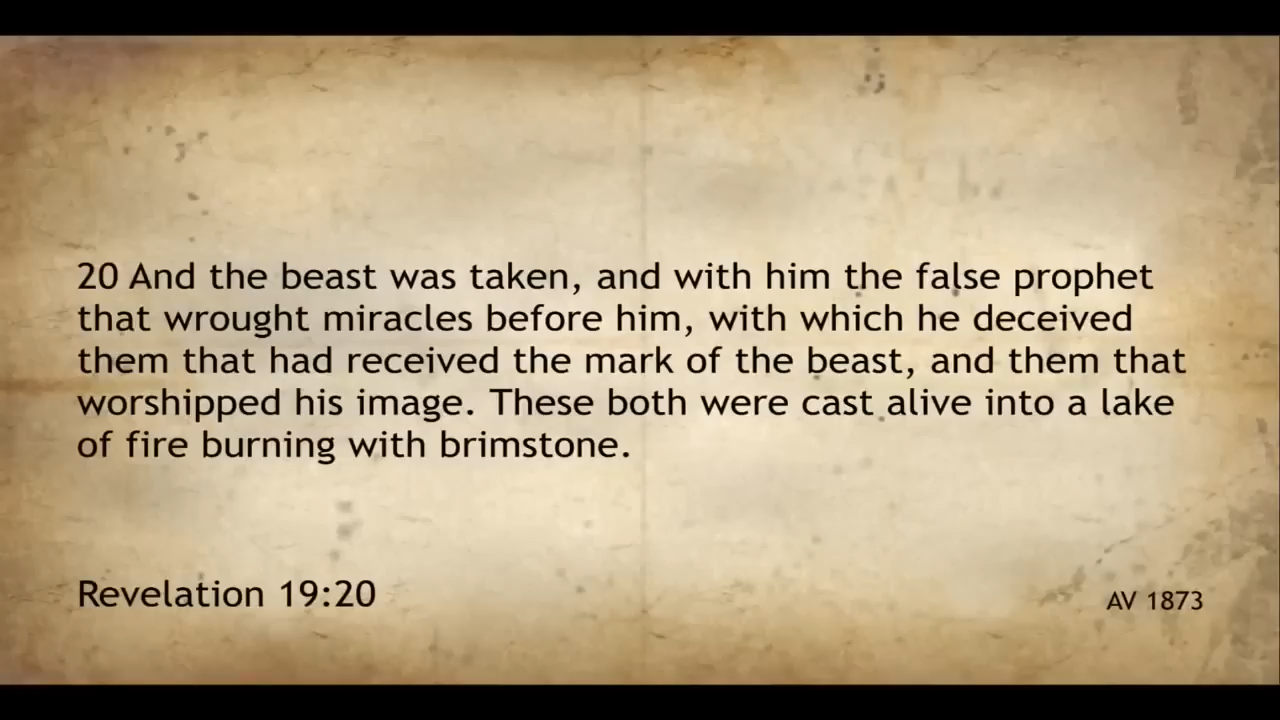 20 And the beast was taken, and with him the false prophet
that wrought miracles before him, with which he deceived
them that had received the mark of the beast, and them that
worshipped his image. These both were cast alive into a lake
of fire burning with brimstone.
Revelation 19:20
AV 1873